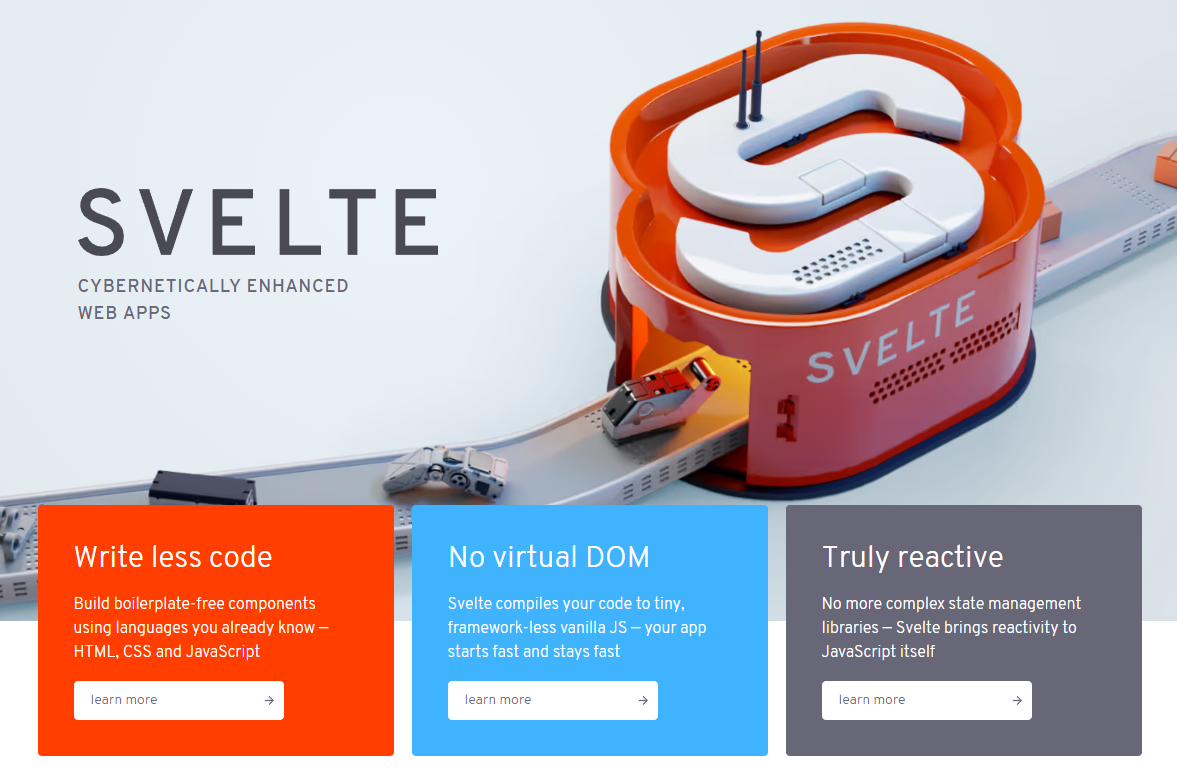 SVELTE
CYBERNETICALLY ENHANCED
WEB APPS
SVELTE
Write less code
Build boilerplate-free components
using languages you already know —
HTML, CSS and JavaScript
learn more →
No virtual DOM
Svelte compiles your code to tiny,
framework-less vanilla JS — your app
starts fast and stays fast
learn more →
Truly reactive
No more complex state management
libraries — Svelte brings reactivity to
JavaScript itself
learn more →